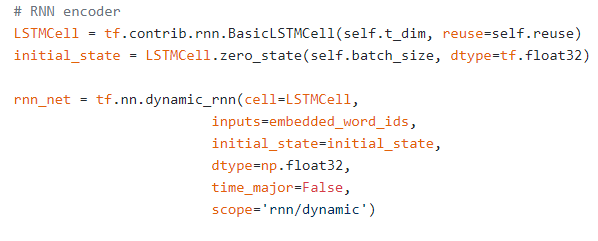 # RNN encoder
LSTMCell = tf.contrib.rnn.BasicLSTMCell(self.t_dim, reuse=self.reuse)
initial_state = LSTMCell.zero_state(self.batch_size, dtype=tf.float32)
rnn_net = tf.nn.dynamic_rnn(cell=LSTMCell,
inputs=embedded_word_ids,
initial_state=initial_state,
dtype=np.float32,
time_major=False,
scope='rnn/dynamic')